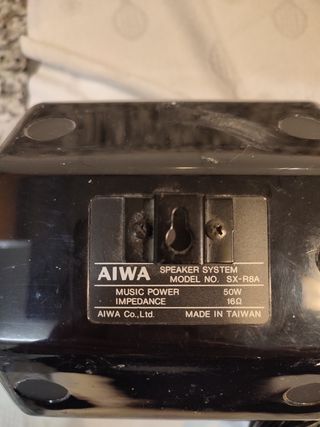 AIWA SPEAKER SYSTEM
MODEL NO. SX-R8A
MUSIC POWER 50W
IMPEDANCE 16Ω
AIWA Co.,Ltd. MADE IN TAIWAN